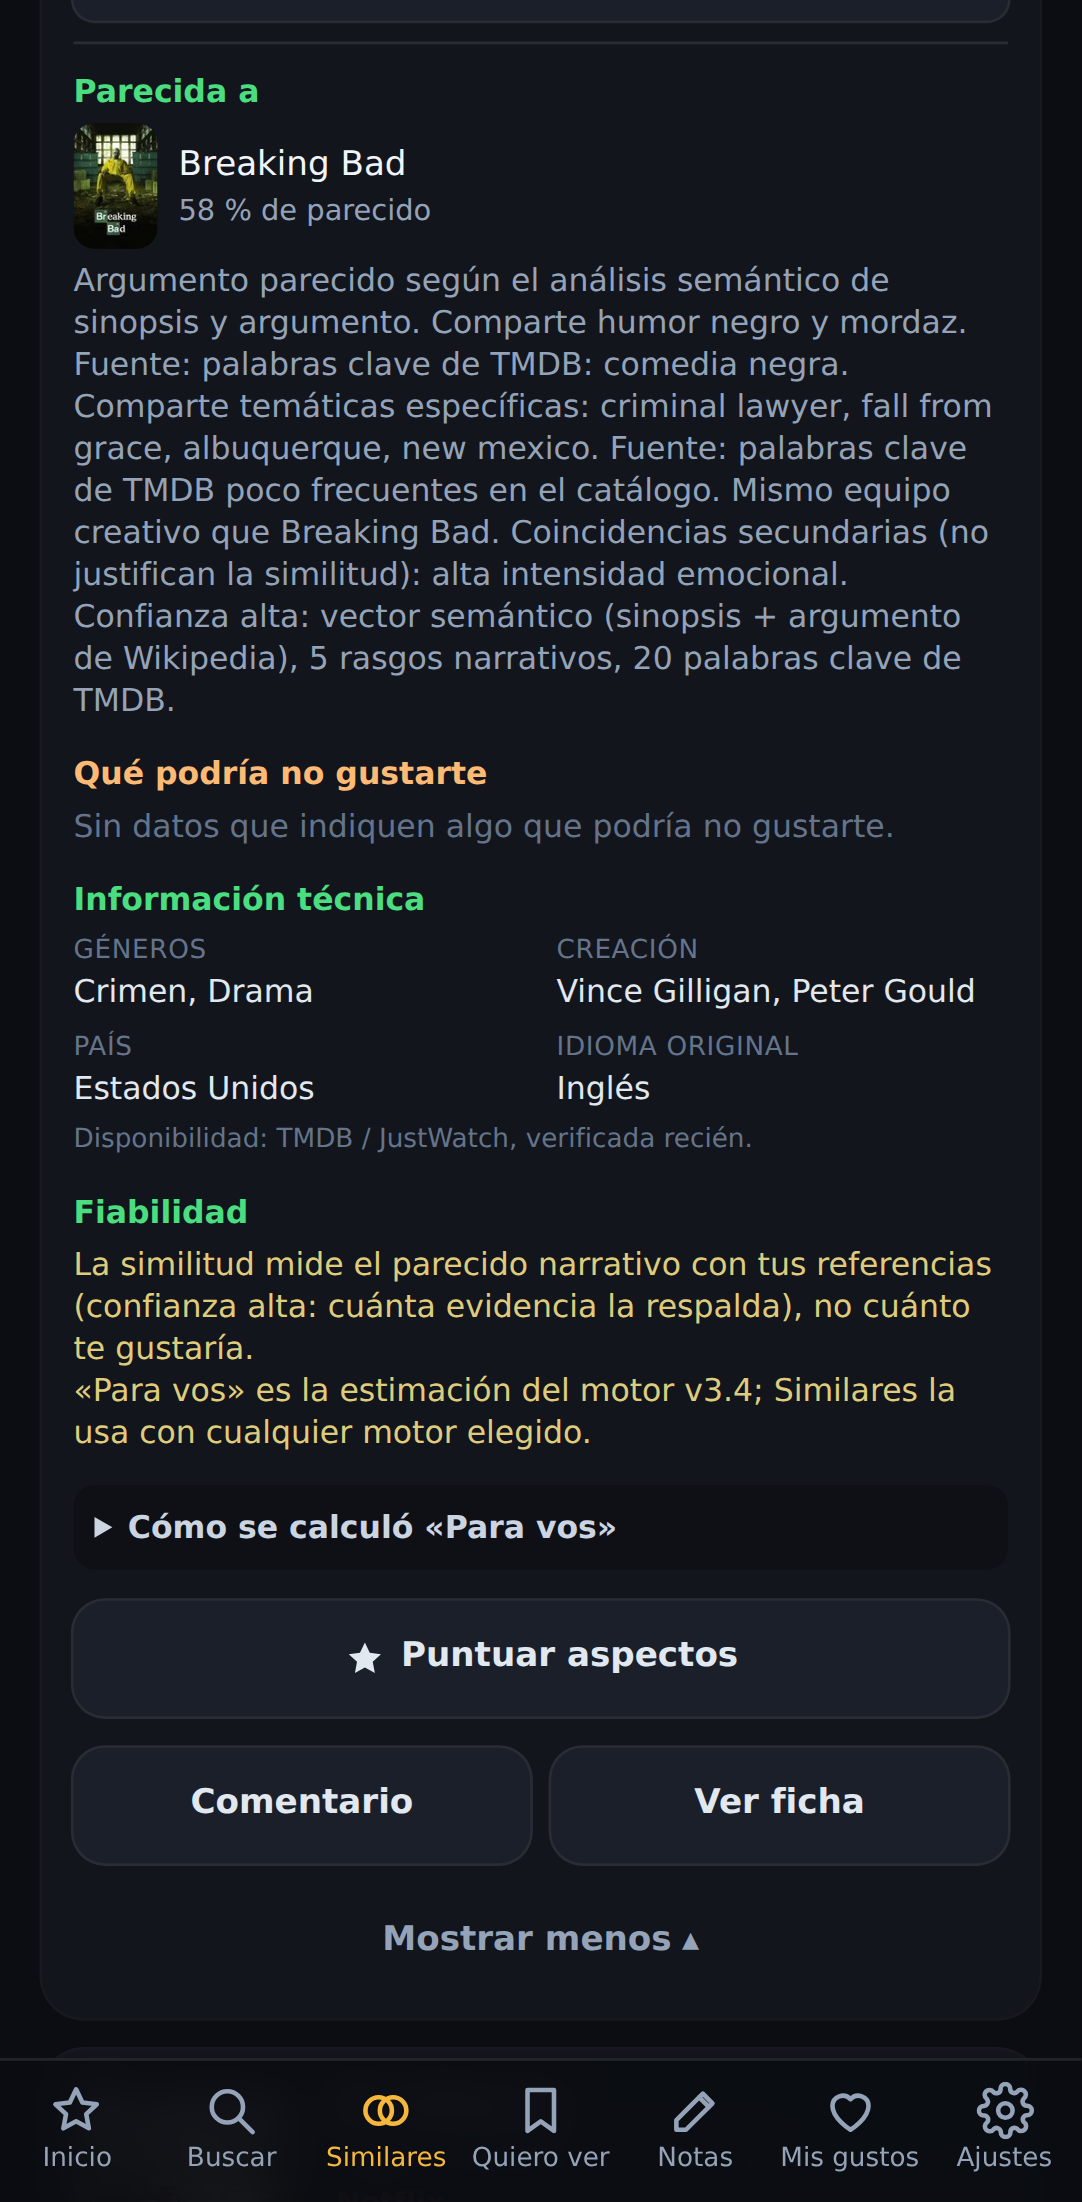 Parecida a
Breaking
Bad
Breaking Bad
58 % de parecido
Argumento parecido según el análisis semántico de
sinopsis y argumento. Comparte humor negro y mordaz.
Fuente: palabras clave de TMDB: comedia negra.
Comparte temáticas específicas: criminal lawyer, fall from
grace, albuquerque, new mexico. Fuente: palabras clave
de TMDB poco frecuentes en el catálogo. Mismo equipo
creativo que Breaking Bad. Coincidencias secundarias (no
justifican la similitud): alta intensidad emocional.
Confianza alta: vector semántico (sinopsis + argumento
de Wikipedia), 5 rasgos narrativos, 20 palabras clave de
TMDB.
Qué podría no gustarte
Sin datos que indiquen algo que podría no gustarte.
Información técnica
GÉNEROS
Crimen, Drama
CREACIÓN
Vince Gilligan, Peter Gould
PAÍS
Estados Unidos
IDIOMA ORIGINAL
Inglés
Disponibilidad: TMDB / JustWatch, verificada recién.
Fiabilidad
La similitud mide el parecido narrativo con tus referencias
(confianza alta: cuánta evidencia la respalda), no cuánto
te gustaría.
«Para vos» es la estimación del motor v3.4; Similares la
usa con cualquier motor elegido.
▶ Cómo se calculó «Para vos»
★ Puntuar aspectos
Comentario
Ver ficha
Mostrar menos ▴
Inicio
Buscar
Similares
Quiero ver
Notas
Mis gustos
Ajustes